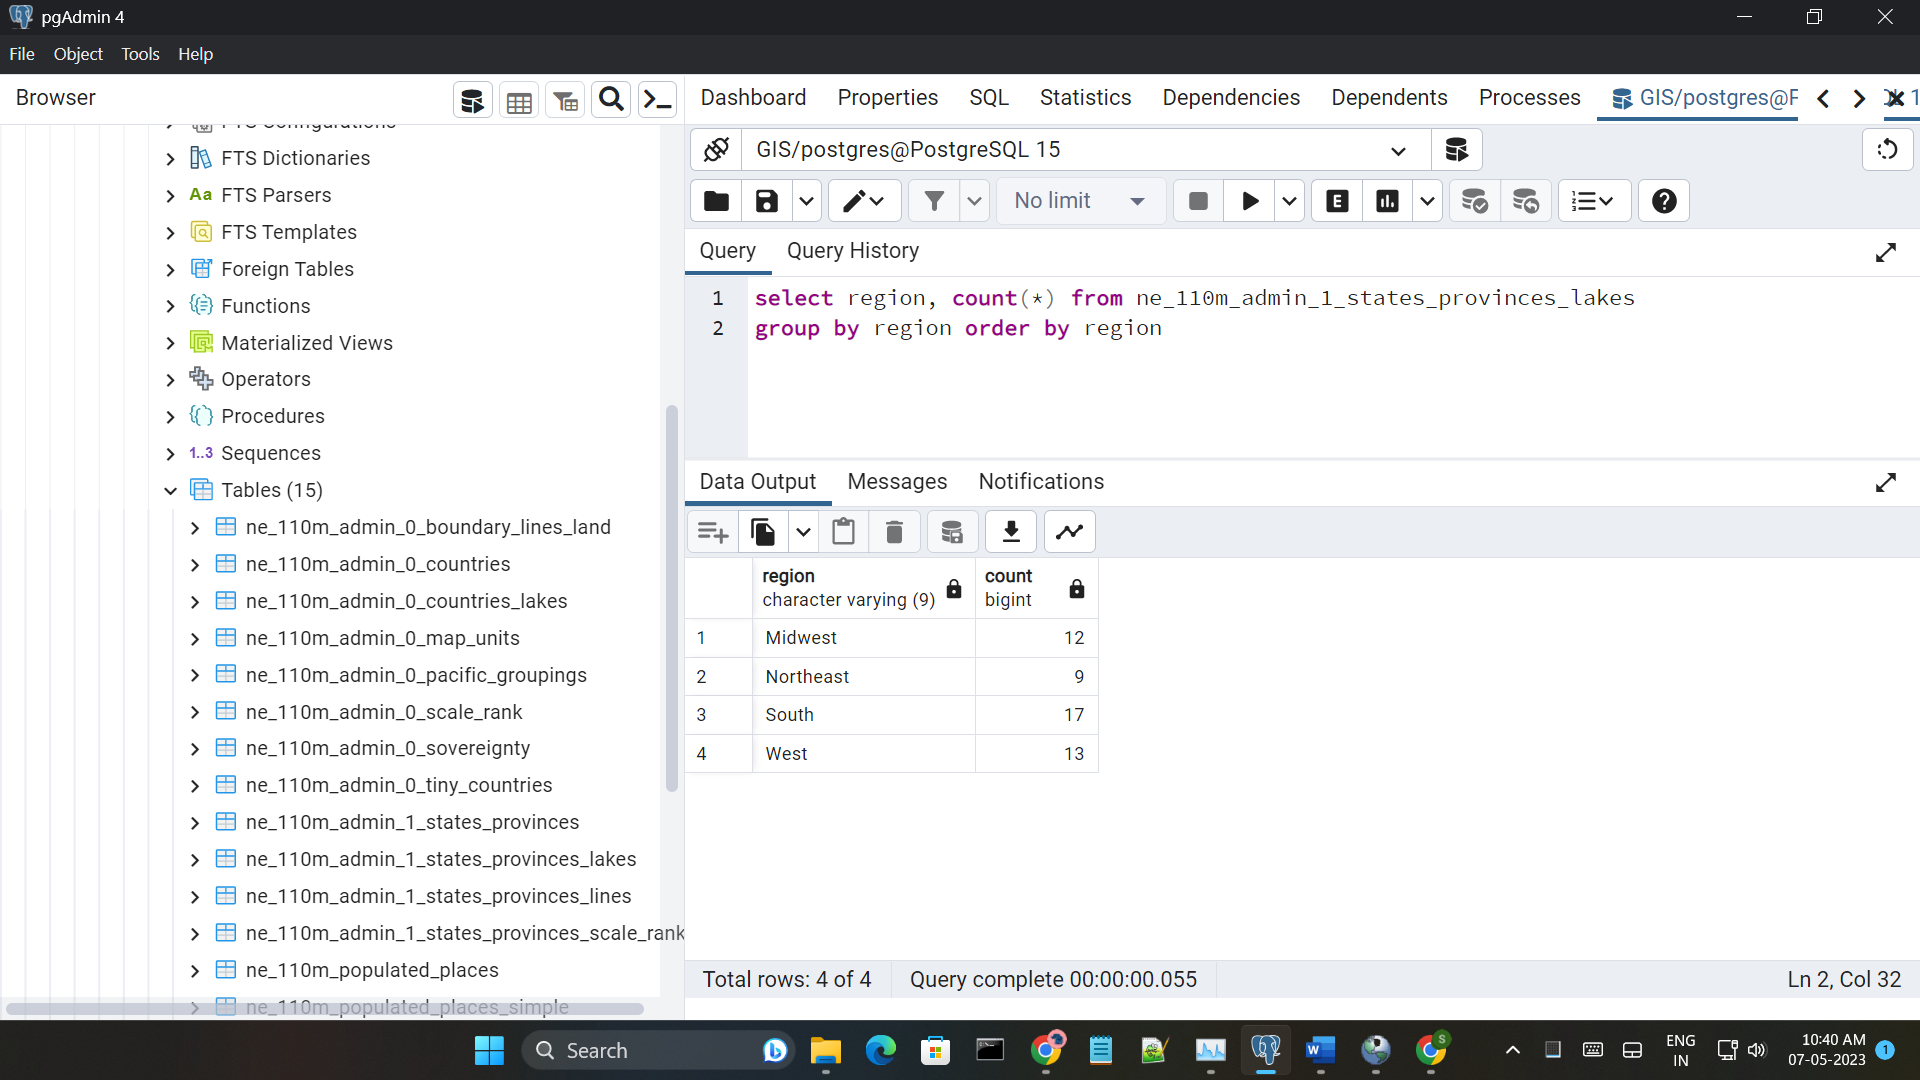 pgAdmin 4
File Object Tools Help
Browser
Dashboard Properties SQL Statistics Dependencies Dependents Processes GIS/postgres@F
FTS Configurations
FTS Dictionaries
Aa FTS Parsers
FTS Templates
Foreign Tables
Functions
Materialized Views
Operators
Procedures
1..3 Sequences
Tables (15)
ne_110m_admin_0_boundary_lines_land
ne_110m_admin_0_countries
ne_110m_admin_0_countries_lakes
ne_110m_admin_0_map_units
ne_110m_admin_0_pacific_groupings
ne_110m_admin_0_scale_rank
ne_110m_admin_0_sovereignty
ne_110m_admin_0_tiny_countries
ne_110m_admin_1_states_provinces
ne_110m_admin_1_states_provinces_lakes
ne_110m_admin_1_states_provinces_lines
ne_110m_admin_1_states_provinces_scale_rank
ne_110m_populated_places
ne_110m_populated_places_simple
GIS/postgres@PostgreSQL 15
No limit
E
Query Query History
1 select region, count(*) from ne_110m_admin_1_states_provinces_lakes
2 group by region order by region
Data Output Messages Notifications
region count
character varying (9) bigint
1 Midwest 12
2 Northeast 9
3 South 17
4 West 13
Total rows: 4 of 4 Query complete 00:00:00.055 Ln 2, Col 32
Search
ENG
IN
10:40 AM
07-05-2023
1